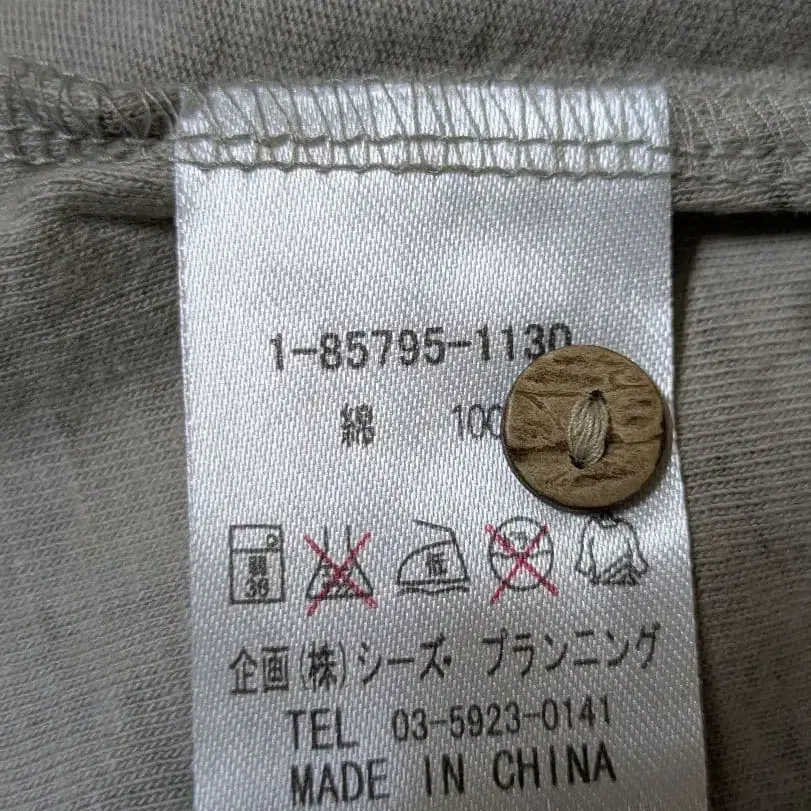 1-85795-1130
綿 100
低
企画(株)シーズ・プランニング
TEL 03-5923-0141
MADE IN CHINA